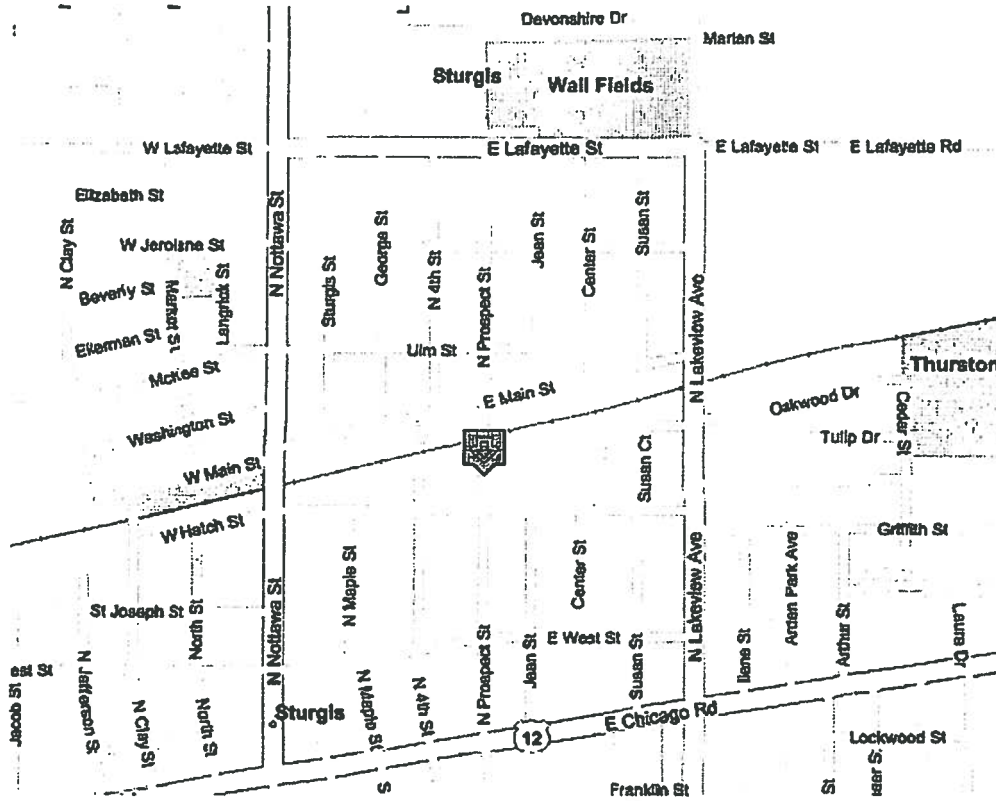 Devonshire Dr
Marian St
Sturgis
Wall Fields
W Lafayette St
E Lafayette St
E Lafayette St
E Lafayette Rd
Elizabeth St
N Clay St
W Jerolene St
N Nottawa St
George St
N 4th St
N Prospect St
Jean St
Center St
Susan St
Beverly St
Market St
Langrick St
Sturgis St
N Lakeview Ave
Ekerman St
McKee St
Ulm St
E Main St
Thurston
Oakwood Dr
Cedar St
Tulip Dr
Washington St
W Main St
Susan Ct
W Hatch St
Griffith St
N Maple St
Center St
N Lakeview Ave
Arden Park Ave
St Joseph St
North St
N Nottawa St
E West St
Ilene St
Arthur St
Laura Dr
est St
N Jefferson St
N Clay St
North St
Sturgis
N Maple St
N 4th St
N Prospect St
Jean St
Susan St
E Chicago Rd
12
Lockwood St
Franklin St
St
S